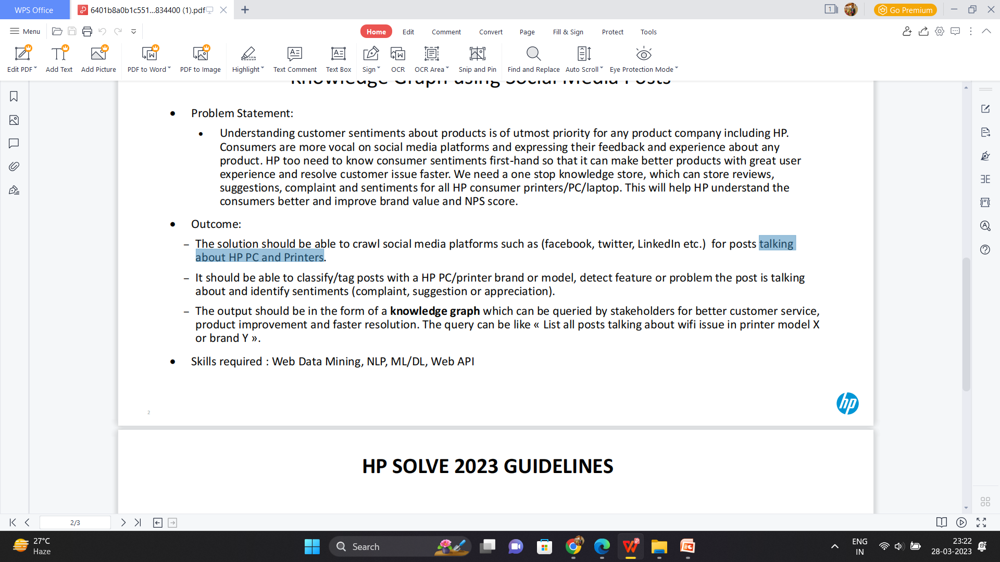 WPS Office
6401b8a0b1c551...834400 (1).pdf
1
Go Premium
Menu
Home
Edit
Comment
Convert
Page
Fill & Sign
Protect
Tools
Edit PDF
Add Text
Add Picture
PDF to Word
PDF to Image
Highlight
Text Comment
Text Box
Sign
OCR
OCR Area
Snip and Pin
Find and Replace
Auto Scroll
Eye Protection Mode
Knowledge Graph using Social Media Posts
• Problem Statement:
• Understanding customer sentiments about products is of utmost priority for any product company including HP.
Consumers are more vocal on social media platforms and expressing their feedback and experience about any
product. HP too need to know consumer sentiments first-hand so that it can make better products with great user
experience and resolve customer issue faster. We need a one stop knowledge store, which can store reviews,
suggestions, complaint and sentiments for all HP consumer printers/PC/laptop. This will help HP understand the
consumers better and improve brand value and NPS score.
• Outcome:
– The solution should be able to crawl social media platforms such as (facebook, twitter, LinkedIn etc.)  for posts talking
about HP PC and Printers.
– It should be able to classify/tag posts with a HP PC/printer brand or model, detect feature or problem the post is talking
about and identify sentiments (complaint, suggestion or appreciation).
– The output should be in the form of a knowledge graph which can be queried by stakeholders for better customer service,
product improvement and faster resolution. The query can be like « List all posts talking about wifi issue in printer model X
or brand Y ».
• Skills required : Web Data Mining, NLP, ML/DL, Web API
hp
2
HP SOLVE 2023 GUIDELINES
2/3
27°C
Haze
Search
ENG
IN
23:22
28-03-2023